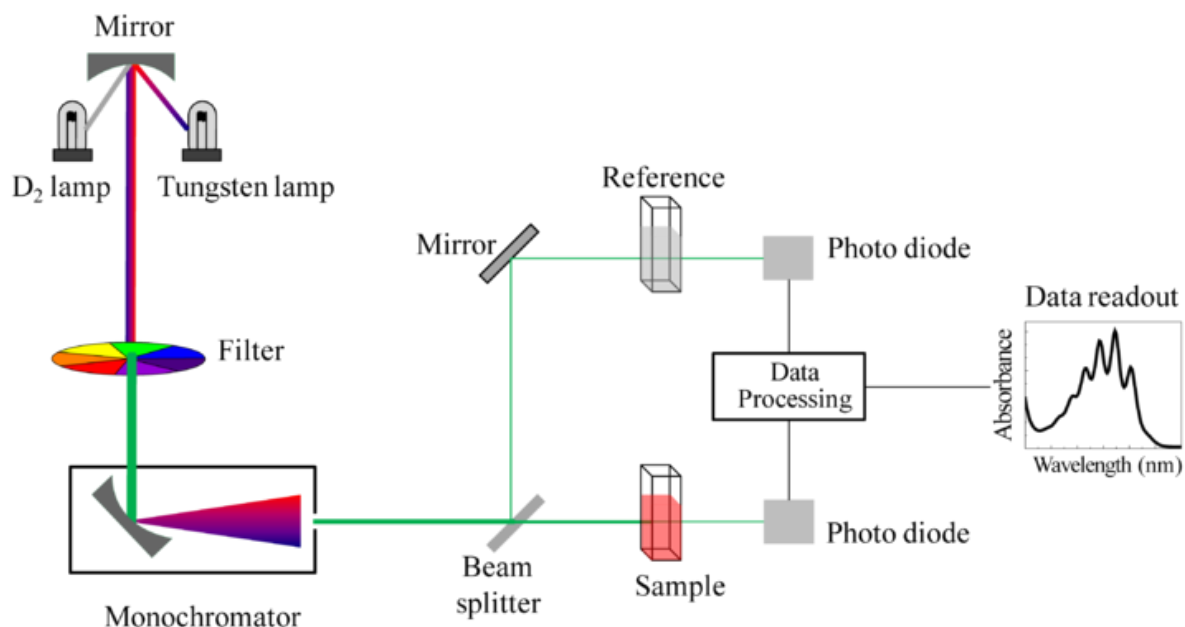 Mirror
D₂ lamp
Tungsten lamp
Filter
Monochromator
Mirror
Reference
Photo diode
Data
Processing
Beam
splitter
Sample
Photo diode
Data readout
Absorbance
Wavelength (nm)